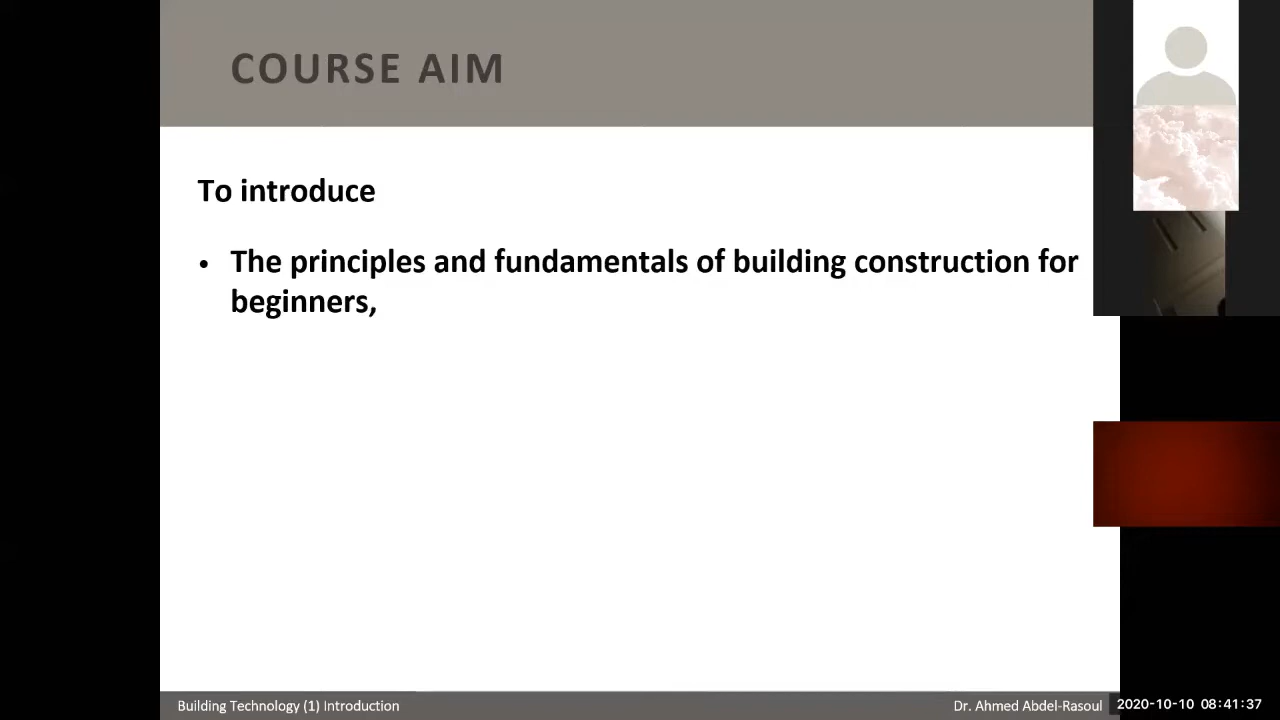 COURSE AIM
To introduce
• The principles and fundamentals of building construction for
beginners,
Building Technology (1) Introduction
Dr. Ahmed Abdel-Rasoul
2020-10-10 08:41:37